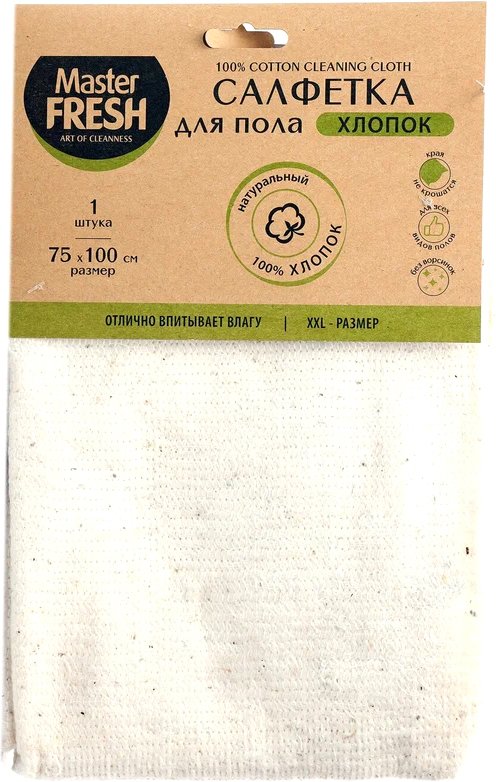 Master
FRESH
ART OF CLEANNESS
100% COTTON CLEANING CLOTH
САЛФЕТКА
для пола ХЛОПОК
1
штука
75 х 100 см
размер
натуральный
100% ХЛОПОК
края
не крошатся
для всех
видов полов
без ворсинок
ОТЛИЧНО ВПИТЫВАЕТ ВЛАГУ | XXL - РАЗМЕР